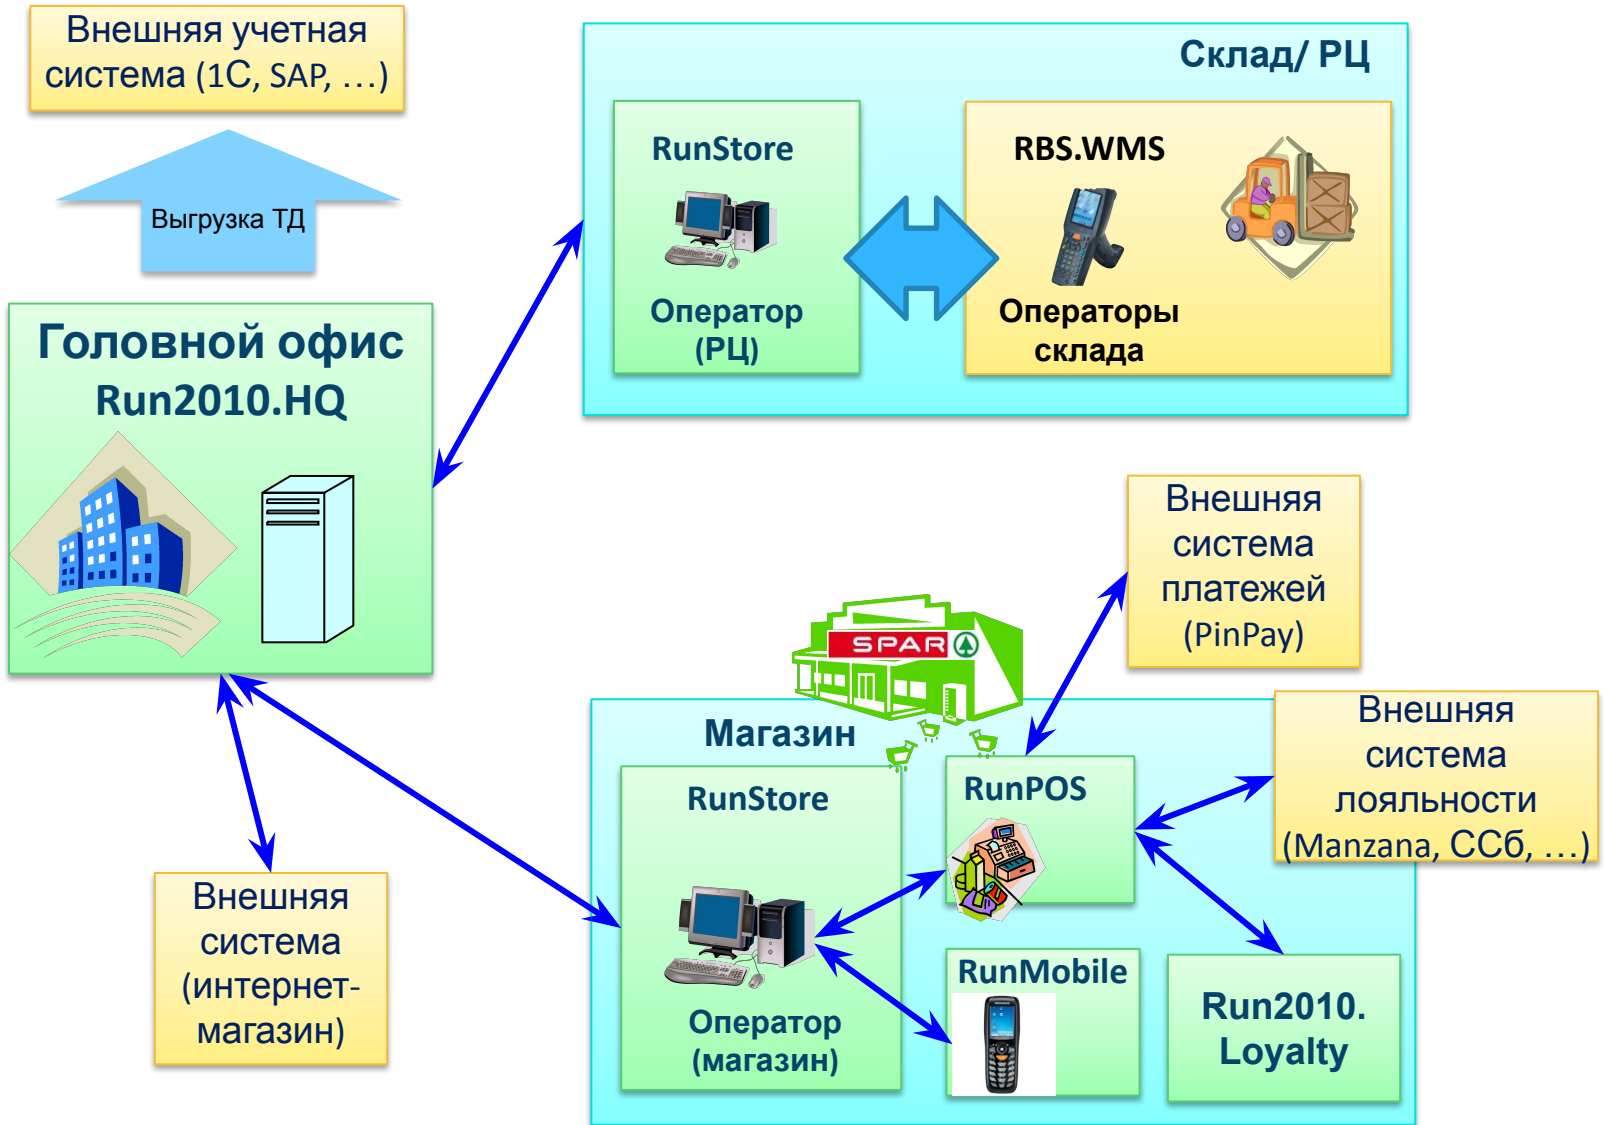 Внешняя учетная
система (1С, SAP, …)
Выгрузка ТД
Головной офис
Run2010.HQ
Склад/ РЦ
RunStore
Оператор
(РЦ)
RBS.WMS
Операторы
склада
Внешняя
система
платежей
(PinPay)
SPAR
Магазин
RunStore
Оператор
(магазин)
RunPOS
RunMobile
Run2010.
Loyalty
Внешняя
система
лояльности
(Manzana, ССб, …)
Внешняя
система
(интернет-
магазин)